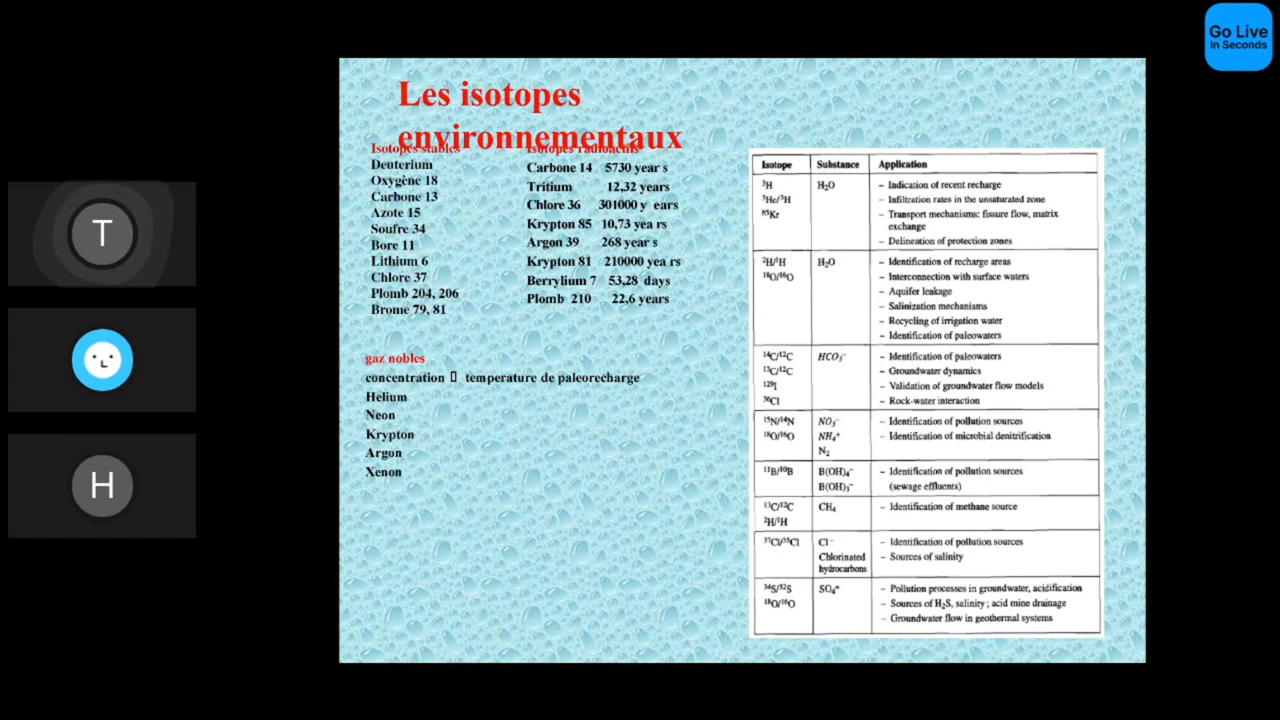 Go Live
In Seconds
T
H
Les isotopes
environnementaux
Isotopes stables
Deuterium
Oxygène 18
Carbone 13
Azote 15
Soufre 34
Bore 11
Lithium 6
Chlore 37
Plomb 204, 206
Brome 79, 81
Isotopes radioactifs
Carbone 14 5730 year s
Tritium 12,32 years
Chlore 36 301000 y ears
Krypton 85 10,73 yea rs
Argon 39 268 year s
Krypton 81 210000 yea rs
Berrylium 7 53,28 days
Plomb 210 22,6 years
gaz nobles
concentration temperature de paleorecharge
Helium
Neon
Krypton
Argon
Xenon
Isotope Substance Application
³H H₂O – Indication of recent recharge
³He/³H – Infiltration rates in the unsaturated zone
⁸⁵Kr – Transport mechanisms: fissure flow, matrix
exchange
– Delineation of protection zones
²H/¹H H₂O – Identification of recharge areas
¹⁸O/¹⁶O – Interconnection with surface waters
– Aquifer leakage
– Salinization mechanisms
– Recycling of irrigation water
– Identification of paleowaters
¹⁴C/¹²C HCO₃⁻ – Identification of paleowaters
¹³C/¹²C – Groundwater dynamics
¹²⁹I – Validation of groundwater flow models
³⁶Cl – Rock-water interaction
¹⁵N/¹⁴N NO₃⁻ – Identification of pollution sources
¹⁸O/¹⁶O NH₄⁺ – Identification of microbial denitrification
N₂
¹¹B/¹⁰B B(OH)₄⁻ – Identification of pollution sources
B(OH)₃⁻ (sewage effluents)
¹³C/¹²C CH₄ – Identification of methane source
²H/¹H
³⁷Cl/³⁵Cl Cl⁻ – Identification of pollution sources
Chlorinated – Sources of salinity
hydrocarbons
³⁴S/³²S SO₄⁼ – Pollution processes in groundwater, acidification
¹⁸O/¹⁶O – Sources of H₂S, salinity; acid mine drainage
– Groundwater flow in geothermal systems